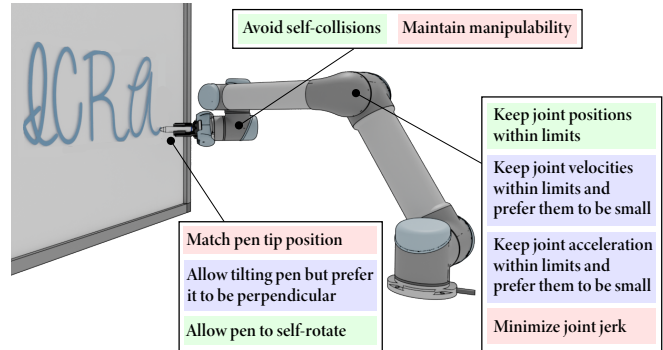 Avoid self-collisions Maintain manipulability
ICRA
Keep joint positions
within limits
Keep joint velocities
within limits and
prefer them to be small
Keep joint acceleration
within limits and
prefer them to be small
Minimize joint jerk
Match pen tip position
Allow tilting pen but prefer
it to be perpendicular
Allow pen to self-rotate